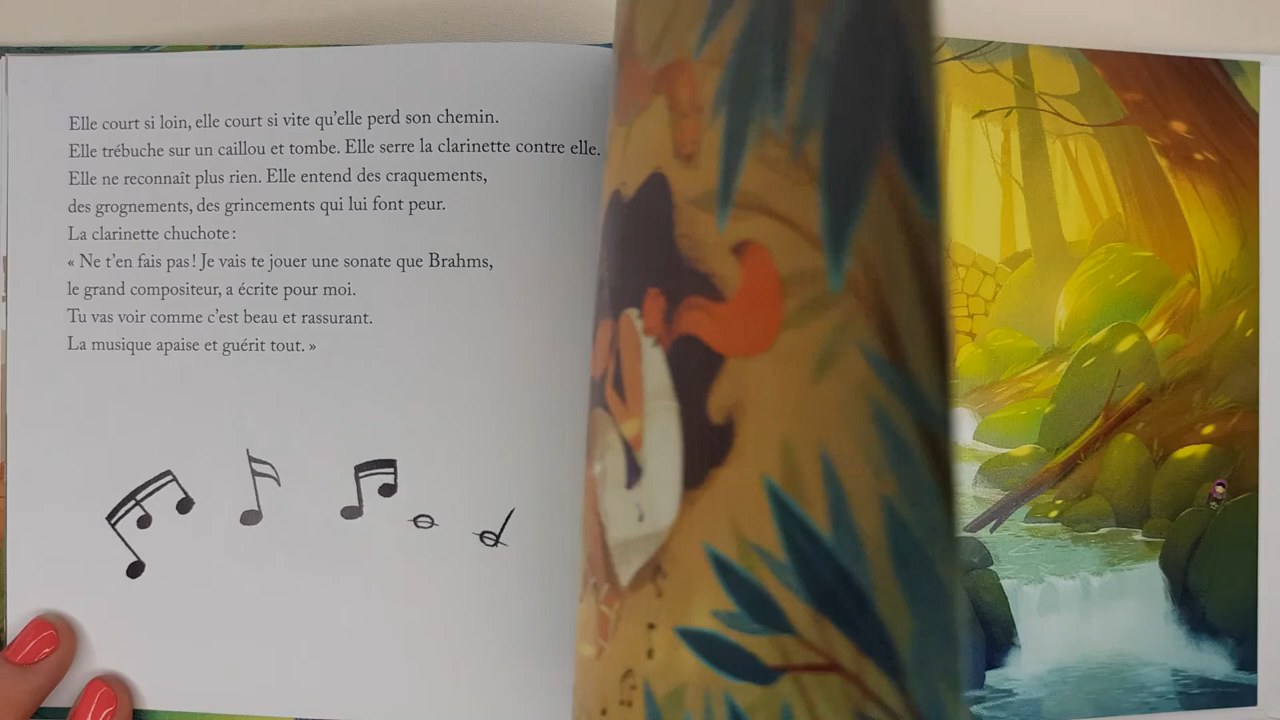 Elle court si loin, elle court si vite qu'elle perd son chemin.
Elle trébuche sur un caillou et tombe. Elle serre la clarinette contre elle.
Elle ne reconnaît plus rien. Elle entend des craquements,
des grognements, des grincements qui lui font peur.
La clarinette chuchote :
« Ne t'en fais pas ! Je vais te jouer une sonate que Brahms,
le grand compositeur, a écrite pour moi.
Tu vas voir comme c'est beau et rassurant.
La musique apaise et guérit tout. »